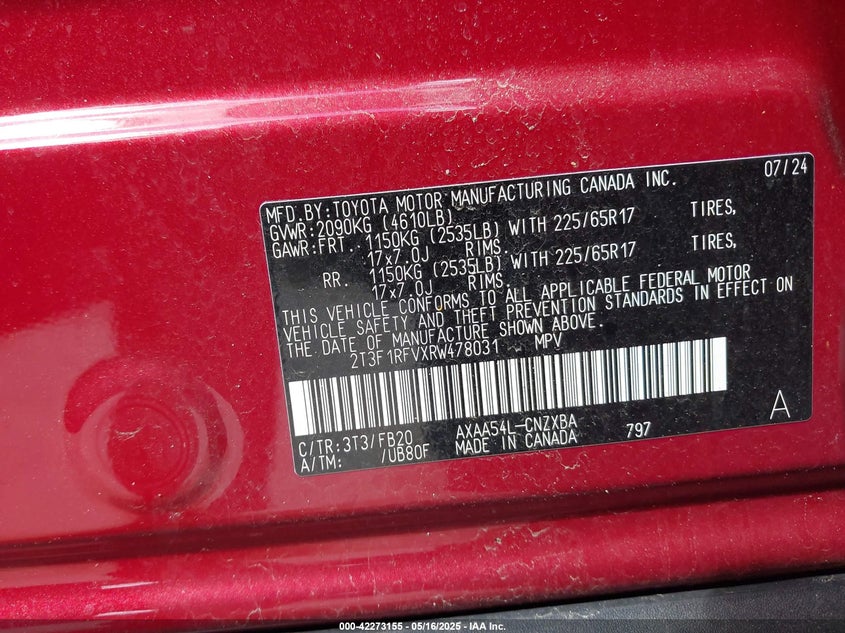 MFD.BY:TOYOTA MOTOR MANUFACTURING CANADA INC. 07/24
GVWR:2090KG (4610LB)
GAWR:FRT. 1150KG (2535LB) WITH 225/65R17 TIRES,
17x7.0J RIMS.
RR. 1150KG (2535LB) WITH 225/65R17 TIRES,
17x7.0J RIMS.
THIS VEHICLE CONFORMS TO ALL APPLICABLE FEDERAL MOTOR
VEHICLE SAFETY AND THEFT PREVENTION STANDARDS IN EFFECT ON
THE DATE OF MANUFACTURE SHOWN ABOVE.
2T3F1RFVXRW478031 MPV
C/TR:3T3/FB20 AXAA54L-CNZXBA 797 A
A/TM: /UB80F MADE IN CANADA
000-42273155 - 05/16/2025 - IAA Inc.